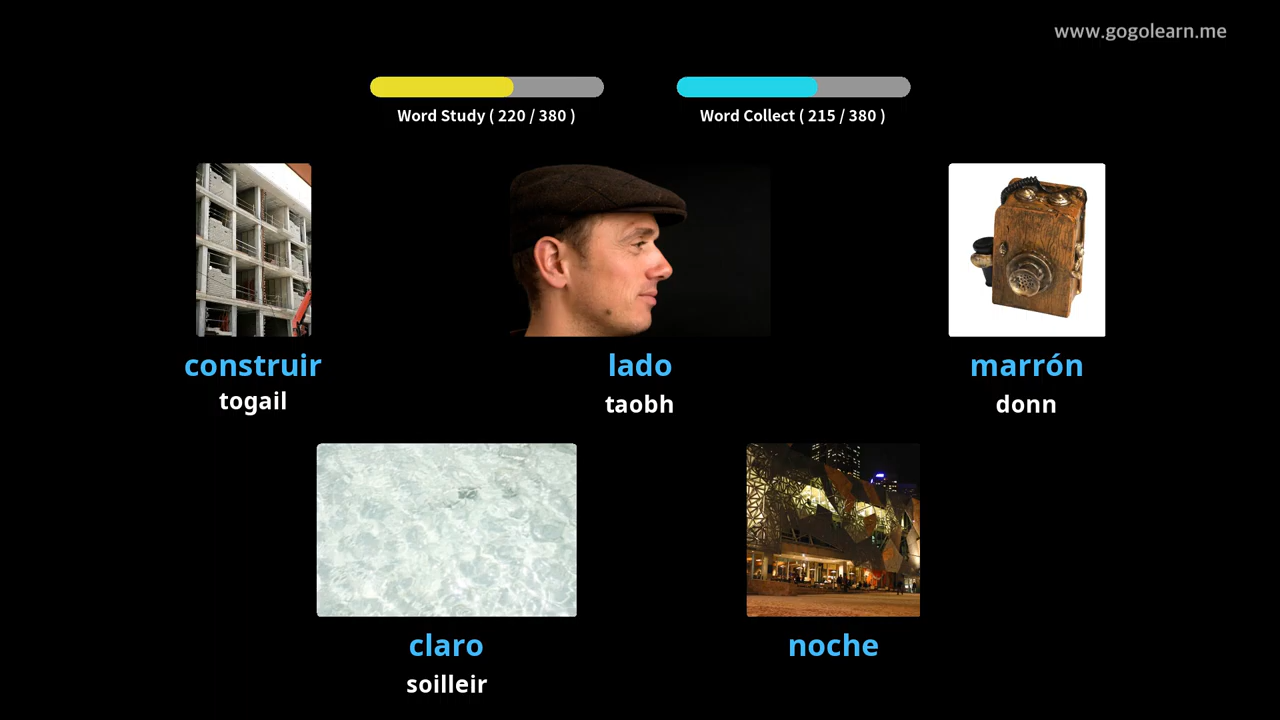 www.gogolearn.me
Word Study ( 220 / 380 )
Word Collect ( 215 / 380 )
construir
togail
lado
taobh
marrón
donn
claro
soilleir
noche